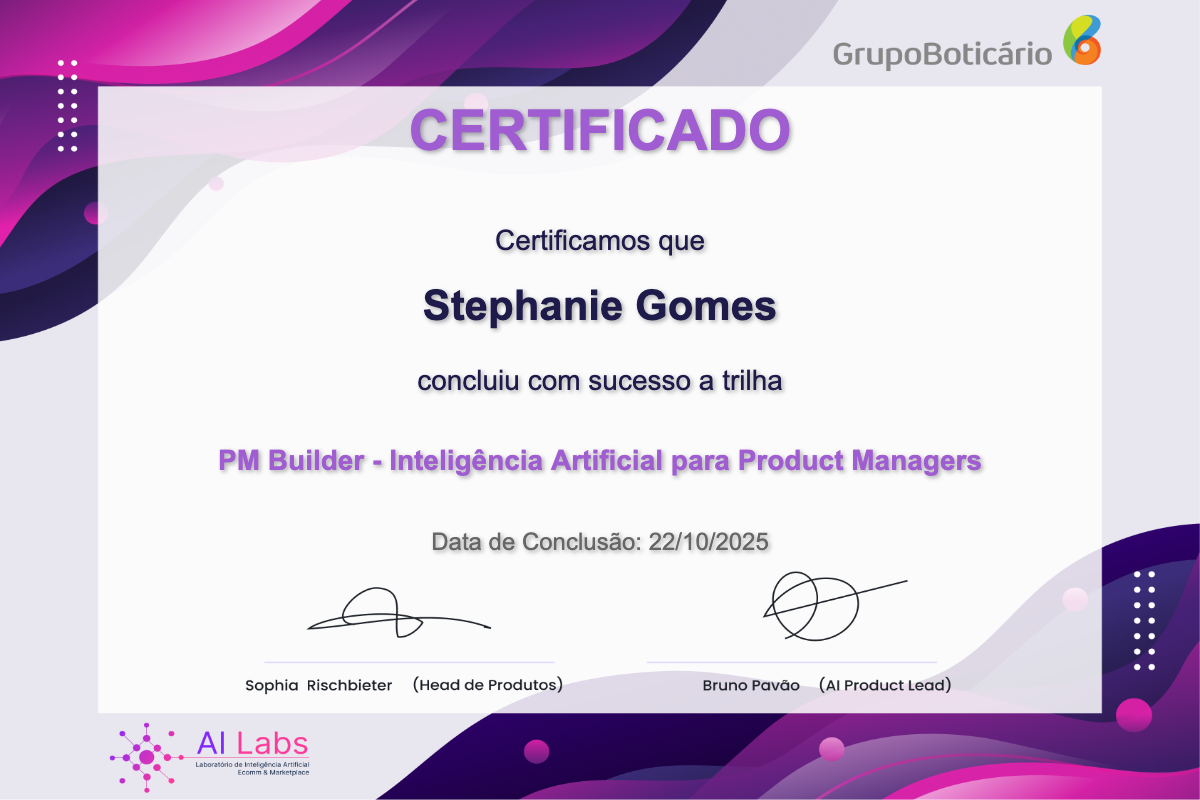 GrupoBoticário
CERTIFICADO
Certificamos que
Stephanie Gomes
concluiu com sucesso a trilha
PM Builder - Inteligência Artificial para Product Managers
Data de Conclusão: 22/10/2025
Sophia Rischbieter (Head de Produtos)
Bruno Pavão (AI Product Lead)
AI Labs
Laboratório de Inteligência Artificial
Ecomm & Marketplace